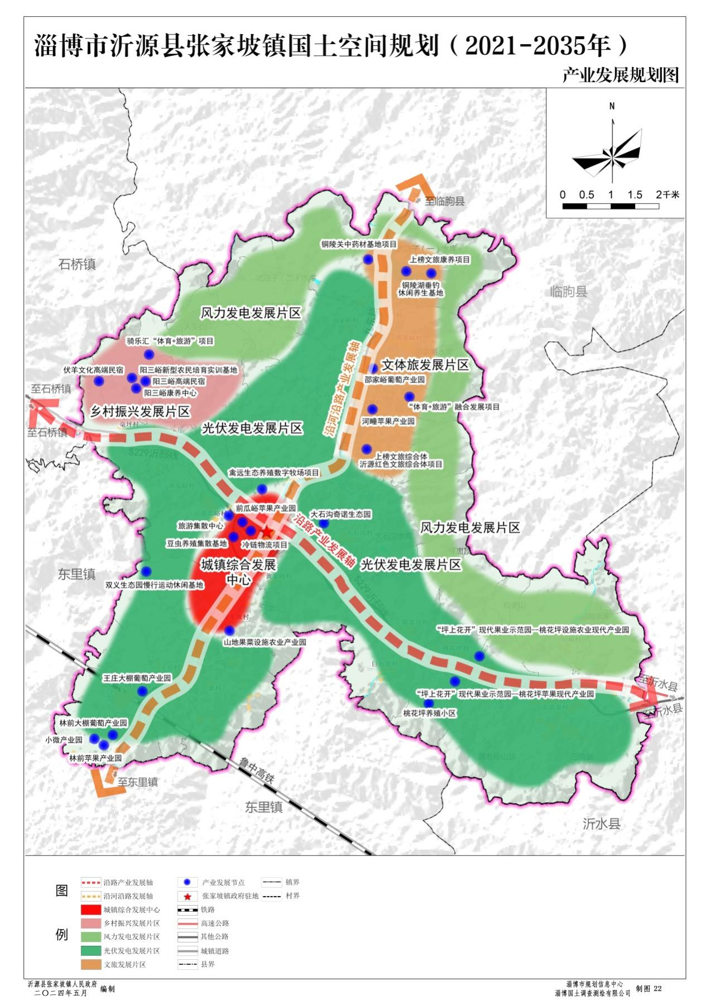 淄博市沂源县张家坡镇国土空间规划（2021-2035年）
产业发展规划图
N
0 0.5 1 1.5 2千米
至临朐县
石桥镇
临朐县
铜陵关中药材基地项目
上榜文旅康养项目
铜陵湖垂钓
休闲养生基地
风力发电发展片区
骑乐汇“体育+旅游”项目
伏羊文化高端民宿
阳三峪新型农民培育实训基地
阳三峪高端民宿
阳三峪康养中心
至石桥镇
乡村振兴发展片区
至石桥镇
毫坪村
S229沂邳线
光伏发电发展片区
沿河沿路产业发展轴
文体旅发展片区
邵家峪葡萄产业园
“体育+旅游”融合发展项目
河疃苹果产业园
上榜文旅综合体
沂源红色文旅综合体项目
禽远生态养殖数字牧场项目
前瓜峪苹果产业园
大石沟奇诺生态园
旅游集散中心
豆虫养殖集散基地
冷链物流项目
沿路产业发展轴
风力发电发展片区
城镇综合发展
中心
光伏发电发展片区
东里镇
双义生态园慢行运动休闲基地
S229沂邳线
山地果菜设施农业产业园
“坪上花开”现代果业示范园--桃花坪设施农业现代产业园
王庄大棚葡萄产业园
“坪上花开”现代果业示范园--桃花坪苹果现代产业园
桃花坪养殖小区
至沂水县
至沂水县
林前大棚葡萄产业园
小微产业园
林前苹果产业园
至东里镇
鲁中高铁
东里镇
沂水县
图
例
沿路产业发展轴
沿河沿路发展轴
城镇综合发展中心
乡村振兴发展片区
风力发电发展片区
光伏发电发展片区
文旅发展片区
产业发展节点
张家坡镇政府驻地
铁路
高速公路
其他公路
城镇道路
县界
镇界
村界
沂源县张家坡镇人民政府
二〇二四年五月
编制
淄博市规划信息中心
淄博国土调查测绘有限公司
制图 22